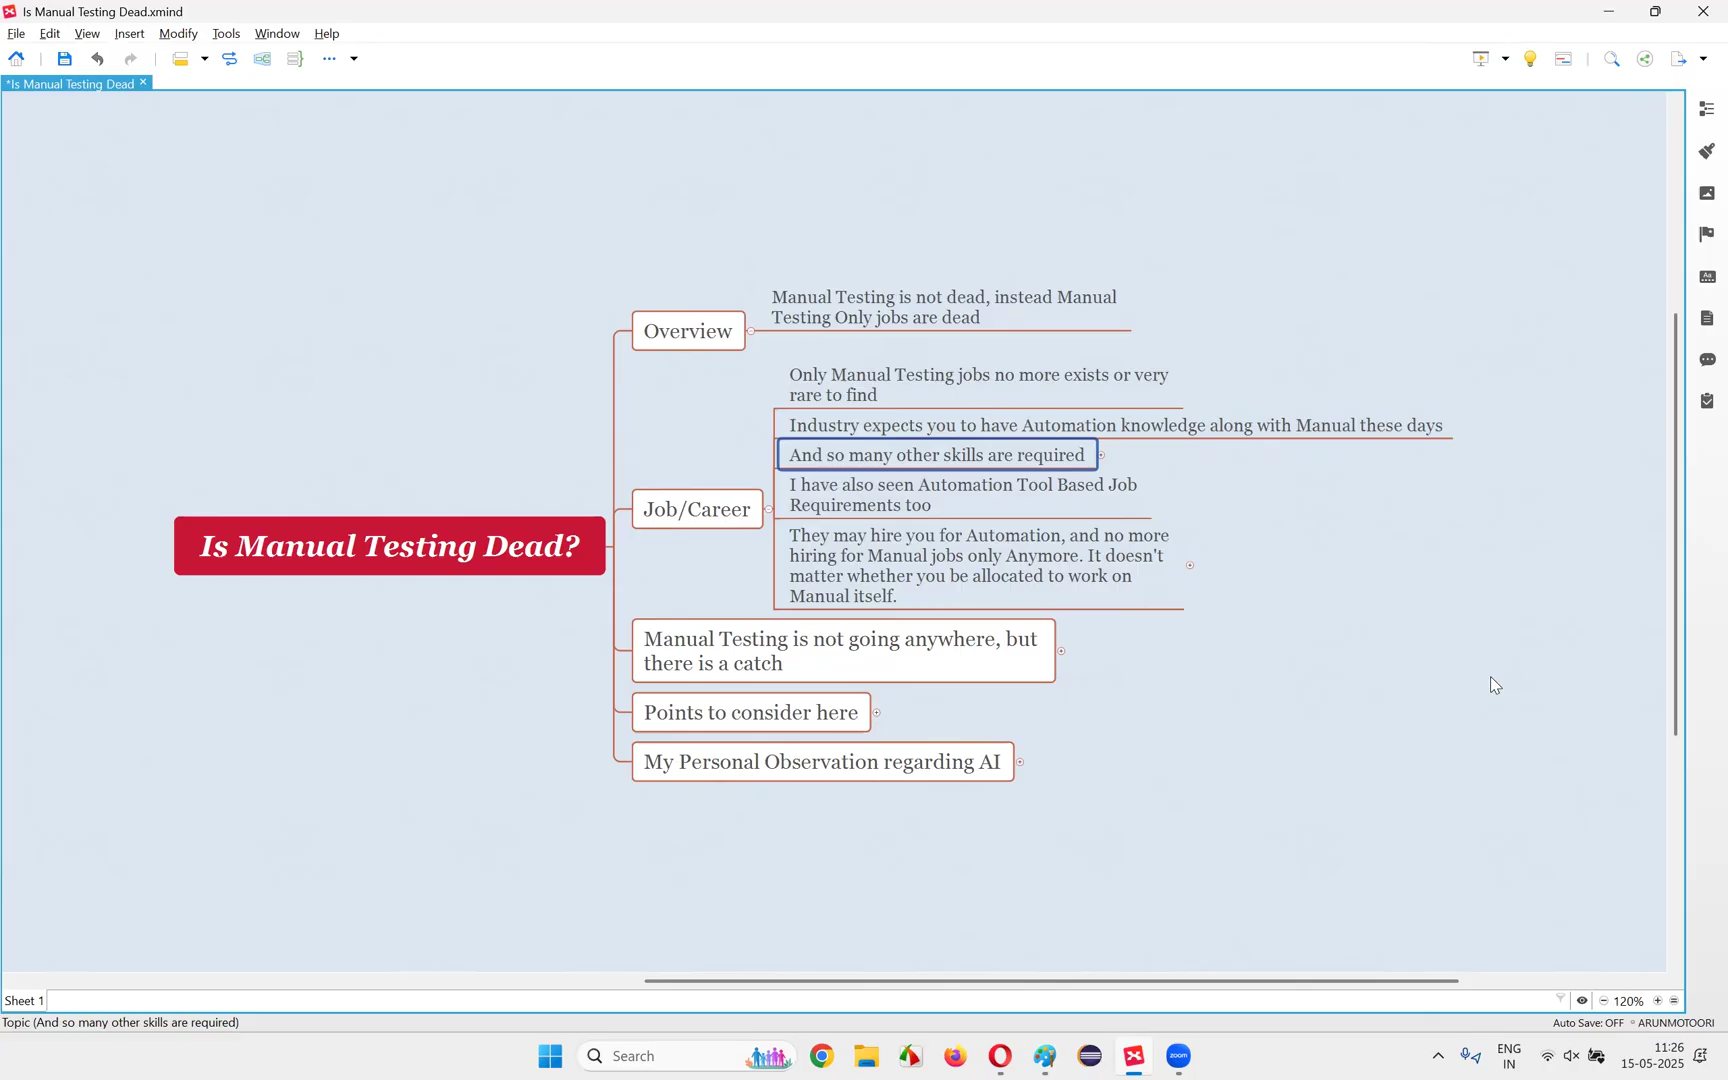 Is Manual Testing Dead.xmind
File Edit View Insert Modify Tools Window Help
*Is Manual Testing Dead
Manual Testing is not dead, instead Manual
Testing Only jobs are dead
Overview
Only Manual Testing jobs no more exists or very
rare to find
Industry expects you to have Automation knowledge along with Manual these days
And so many other skills are required
I have also seen Automation Tool Based Job
Requirements too
Job/Career
They may hire you for Automation, and no more
hiring for Manual jobs only Anymore. It doesn't
matter whether you be allocated to work on
Manual itself.
Is Manual Testing Dead?
Manual Testing is not going anywhere, but
there is a catch
Points to consider here
My Personal Observation regarding AI
Sheet 1
120%
Topic (And so many other skills are required)
Auto Save: OFF
ARUNMOTOORI
Search
zoom
ENG
IN
11:26
15-05-2025